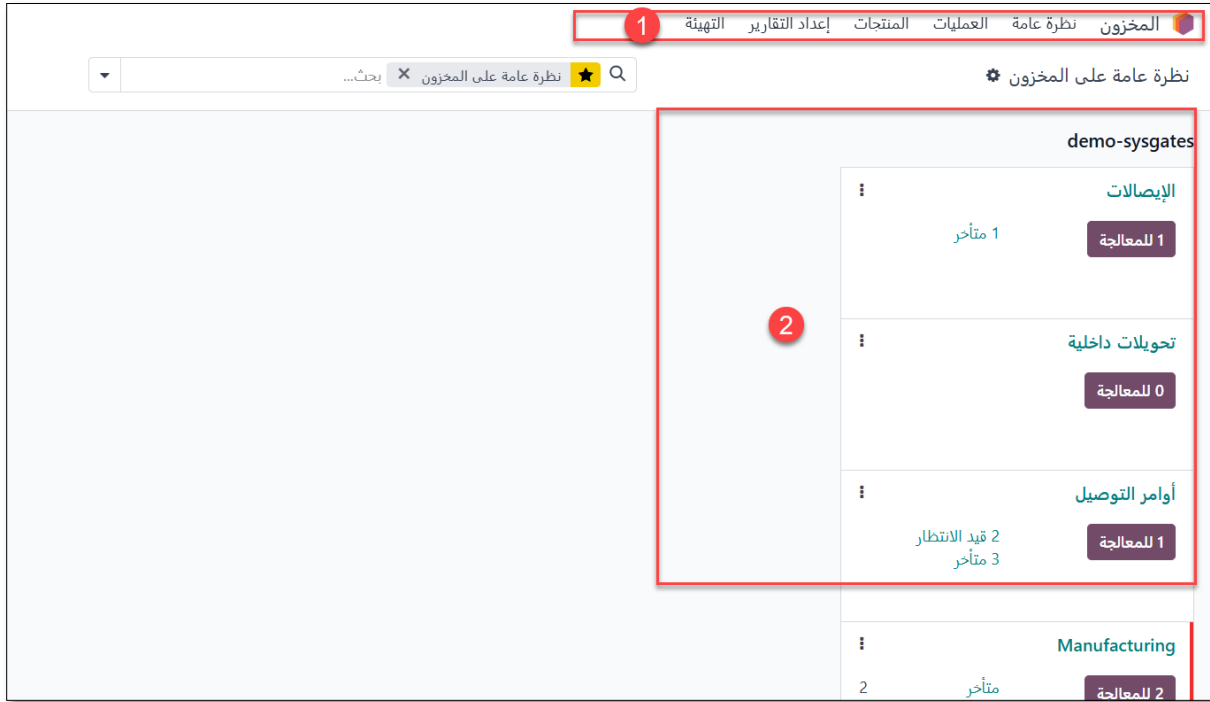 المخزون نظرة عامة العمليات المنتجات إعداد التقارير التهيئة 1
نظرة عامة على المخزون نظرة عامة على المخزون بحث...
demo-sysgates
الإيصالات
1 للمعالجة 1 متأخر
2
تحويلات داخلية
0 للمعالجة
أوامر التوصيل
1 للمعالجة 2 قيد الانتظار
3 متأخر
Manufacturing
2 للمعالجة متأخر 2